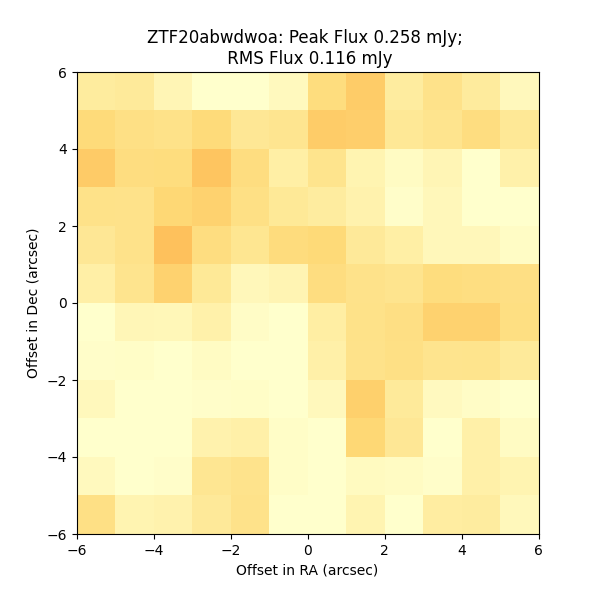 ZTF20abwdwoa: Peak Flux 0.258 mJy;
RMS Flux 0.116 mJy
6
4
2
0
−2
−4
−6
Offset in Dec (arcsec)
−6 −4 −2 0 2 4 6
Offset in RA (arcsec)